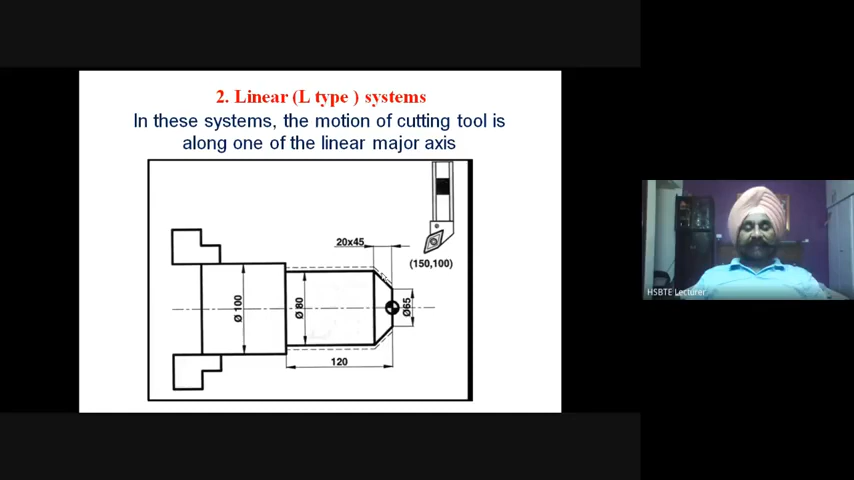 2. Linear (L type ) systems
In these systems, the motion of cutting tool is
along one of the linear major axis
20x45
(150,100)
Ø 100
Ø 80
Ø65
120
HSBTE Lecturer